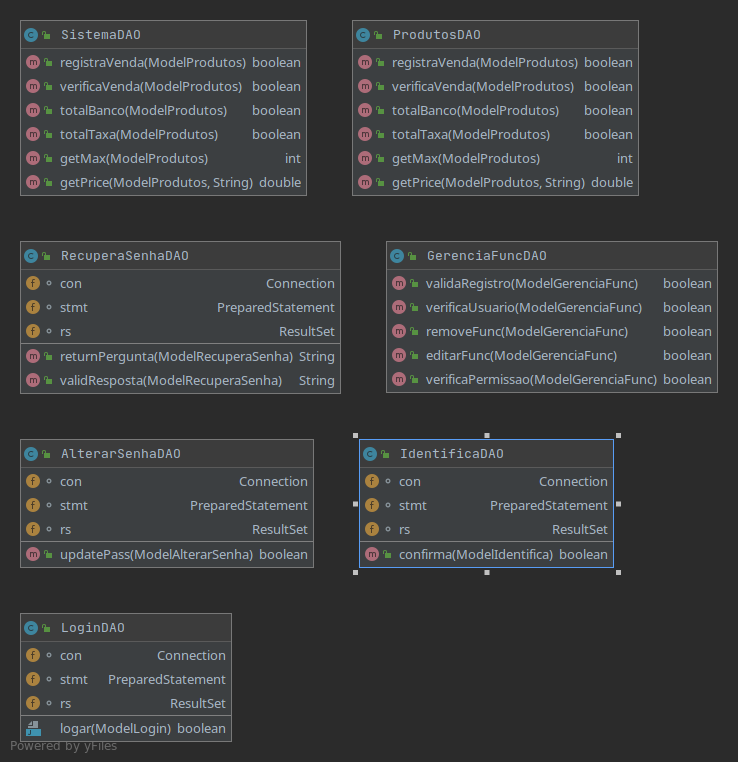 SistemaDAO
registraVenda(ModelProdutos) boolean
verificaVenda(ModelProdutos) boolean
totalBanco(ModelProdutos) boolean
totalTaxa(ModelProdutos) boolean
getMax(ModelProdutos) int
getPrice(ModelProdutos, String) double
ProdutosDAO
registraVenda(ModelProdutos) boolean
verificaVenda(ModelProdutos) boolean
totalBanco(ModelProdutos) boolean
totalTaxa(ModelProdutos) boolean
getMax(ModelProdutos) int
getPrice(ModelProdutos, String) double
RecuperaSenhaDAO
con Connection
stmt PreparedStatement
rs ResultSet
returnPergunta(ModelRecuperaSenha) String
validResposta(ModelRecuperaSenha) String
GerenciaFuncDAO
validaRegistro(ModelGerenciaFunc) boolean
verificaUsuario(ModelGerenciaFunc) boolean
removeFunc(ModelGerenciaFunc) boolean
editarFunc(ModelGerenciaFunc) boolean
verificaPermissao(ModelGerenciaFunc) boolean
AlterarSenhaDAO
con Connection
stmt PreparedStatement
rs ResultSet
updatePass(ModelAlterarSenha) boolean
IdentificaDAO
con Connection
stmt PreparedStatement
rs ResultSet
confirma(ModelIdentifica) boolean
LoginDAO
con Connection
stmt PreparedStatement
rs ResultSet
logar(ModelLogin) boolean
Powered by yFiles